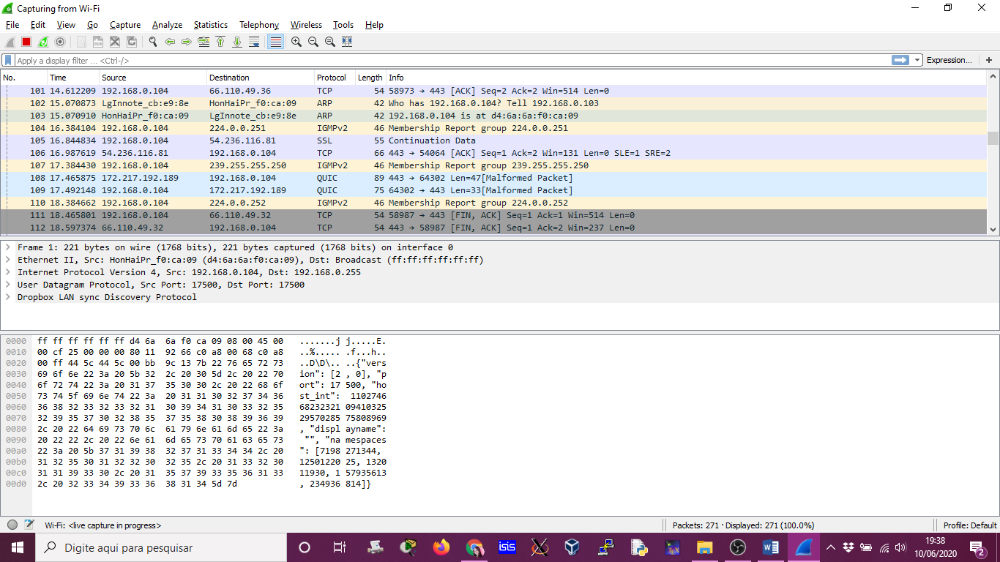 Capturing from Wi-Fi
File Edit View Go Capture Analyze Statistics Telephony Wireless Tools Help
Apply a display filter ... <Ctrl-/> Expression... +
No. Time Source Destination Protocol Length Info
101 14.612209 192.168.0.104 66.110.49.36 TCP 54 58973 → 443 [ACK] Seq=2 Ack=2 Win=514 Len=0
102 15.070873 LgInnote_cb:e9:8e HonHaiPr_f0:ca:09 ARP 42 Who has 192.168.0.104? Tell 192.168.0.103
103 15.070910 HonHaiPr_f0:ca:09 LgInnote_cb:e9:8e ARP 42 192.168.0.104 is at d4:6a:6a:f0:ca:09
104 16.384104 192.168.0.104 224.0.0.251 IGMPv2 46 Membership Report group 224.0.0.251
105 16.844834 192.168.0.104 54.236.116.81 SSL 55 Continuation Data
106 16.987619 54.236.116.81 192.168.0.104 TCP 66 443 → 54064 [ACK] Seq=1 Ack=2 Win=131 Len=0 SLE=1 SRE=2
107 17.384430 192.168.0.104 239.255.255.250 IGMPv2 46 Membership Report group 239.255.255.250
108 17.465875 172.217.192.189 192.168.0.104 QUIC 89 443 → 64302 Len=47[Malformed Packet]
109 17.492148 192.168.0.104 172.217.192.189 QUIC 75 64302 → 443 Len=33[Malformed Packet]
110 18.384662 192.168.0.104 224.0.0.252 IGMPv2 46 Membership Report group 224.0.0.252
111 18.465801 192.168.0.104 66.110.49.32 TCP 54 58987 → 443 [FIN, ACK] Seq=1 Ack=1 Win=514 Len=0
112 18.597374 66.110.49.32 192.168.0.104 TCP 54 443 → 58987 [FIN, ACK] Seq=1 Ack=2 Win=237 Len=0
Frame 1: 221 bytes on wire (1768 bits), 221 bytes captured (1768 bits) on interface 0
Ethernet II, Src: HonHaiPr_f0:ca:09 (d4:6a:6a:f0:ca:09), Dst: Broadcast (ff:ff:ff:ff:ff:ff)
Internet Protocol Version 4, Src: 192.168.0.104, Dst: 192.168.0.255
User Datagram Protocol, Src Port: 17500, Dst Port: 17500
Dropbox LAN sync Discovery Protocol
0000 ff ff ff ff ff ff d4 6a 6a f0 ca 09 08 00 45 00 .......j j.....E.
0010 00 cf 25 00 00 00 80 11 92 66 c0 a8 00 68 c0 a8 ..%..... .f...h..
0020 00 ff 44 5c 44 5c 00 bb 9c 13 7b 22 76 65 72 73 ..D\D\.. ..{"vers
0030 69 6f 6e 22 3a 20 5b 32 2c 20 30 5d 2c 20 22 70 ion": [2 , 0], "p
0040 6f 72 74 22 3a 20 31 37 35 30 30 2c 20 22 68 6f ort": 17 500, "ho
0050 73 74 5f 69 6e 74 22 3a 20 31 31 30 32 37 34 36 st_int":  1102746
0060 36 38 32 33 32 33 32 31 30 39 34 31 30 33 32 35 68232321 09410325
0070 32 39 35 37 30 32 38 35 37 35 38 30 38 39 36 39 29570285 75808969
0080 2c 20 22 64 69 73 70 6c 61 79 6e 61 6d 65 22 3a , "displ ayname":
0090 20 22 22 2c 20 22 6e 61 6d 65 73 70 61 63 65 73 "", "na mespaces
00a0 22 3a 20 5b 37 31 39 38 32 37 31 33 34 34 2c 20 ": [7198 271344,
00b0 31 32 35 30 31 32 32 30 32 35 2c 20 31 33 32 30 12501220 25, 1320
00c0 31 31 39 33 30 2c 20 31 35 37 39 33 35 36 31 33 11930, 1 57935613
00d0 2c 20 32 33 34 39 33 36 38 31 34 5d 7d , 234936 814]}
Wi-Fi: <live capture in progress> Packets: 271 · Displayed: 271 (100.0%) Profile: Default
Digite aqui para pesquisar isis 19:38
10/06/2020 2